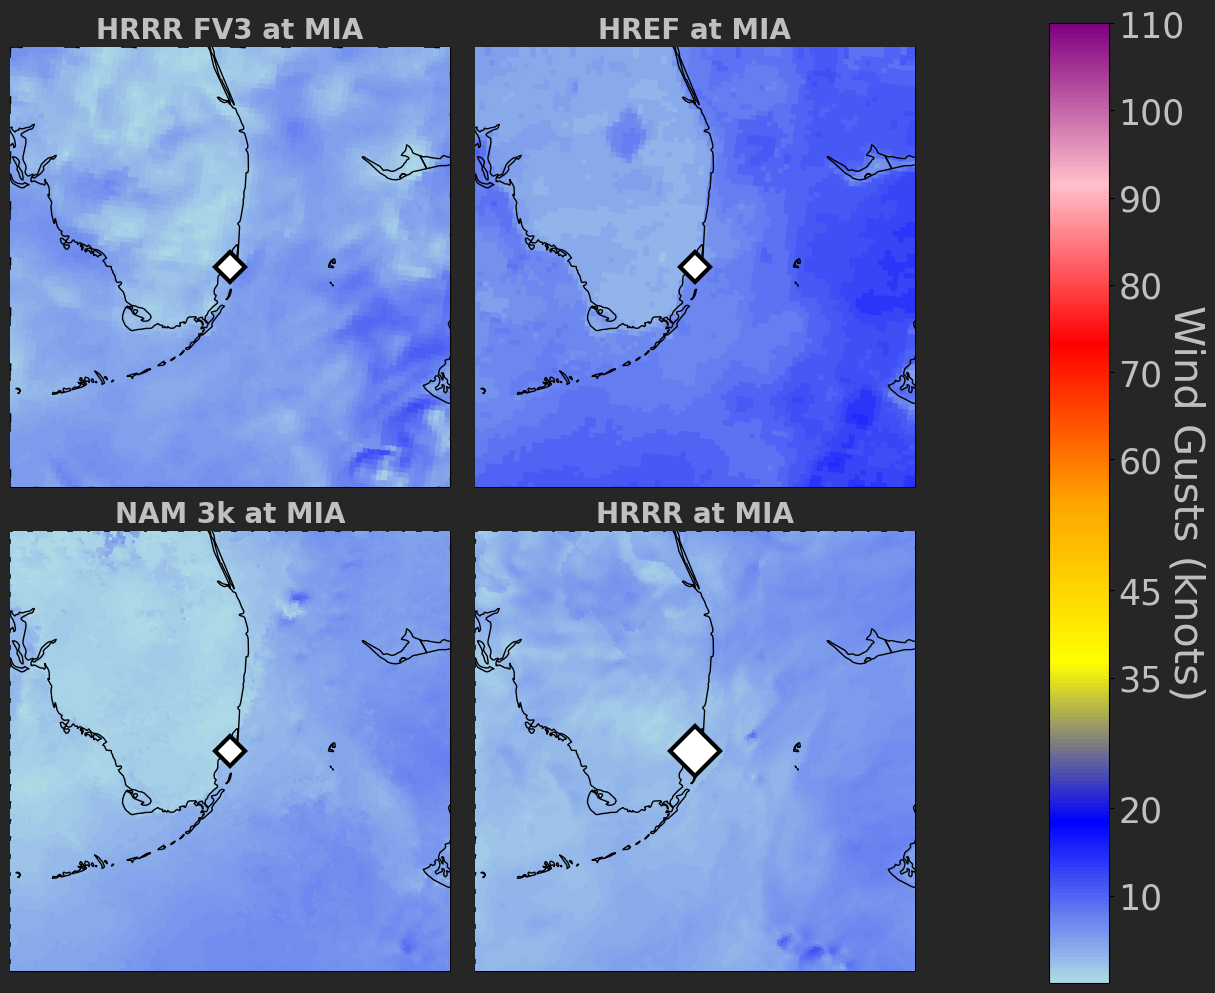 HRRR FV3 at MIA
HREF at MIA
NAM 3k at MIA
HRRR at MIA
110
100
90
80
70
60
45
35
20
10
Wind Gusts (knots)